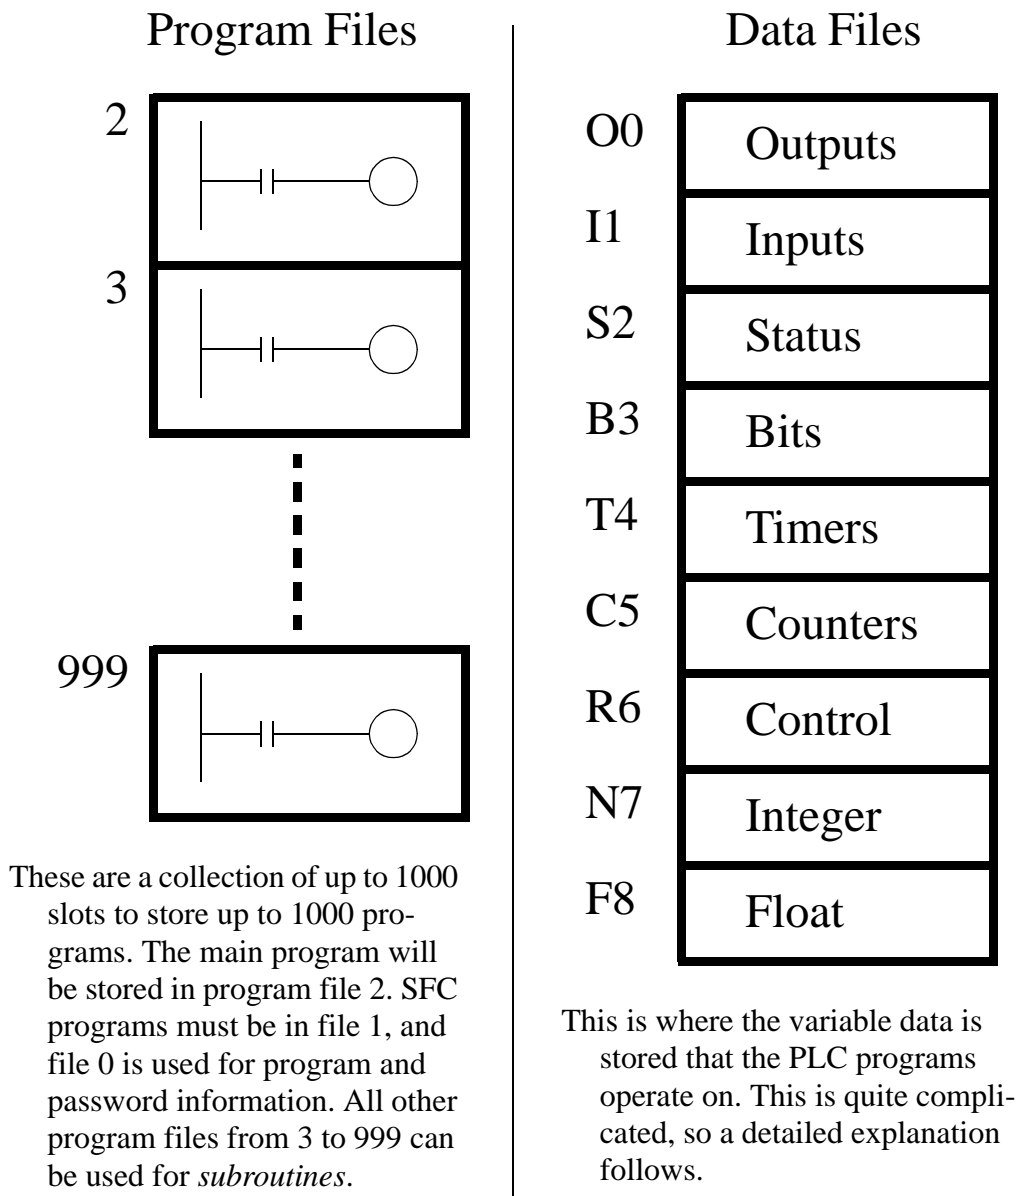 Program Files
2
3
999
These are a collection of up to 1000
slots to store up to 1000 pro-
grams. The main program will
be stored in program file 2. SFC
programs must be in file 1, and
file 0 is used for program and
password information. All other
program files from 3 to 999 can
be used for subroutines.
Data Files
O0 Outputs
I1 Inputs
S2 Status
B3 Bits
T4 Timers
C5 Counters
R6 Control
N7 Integer
F8 Float
This is where the variable data is
stored that the PLC programs
operate on. This is quite compli-
cated, so a detailed explanation
follows.